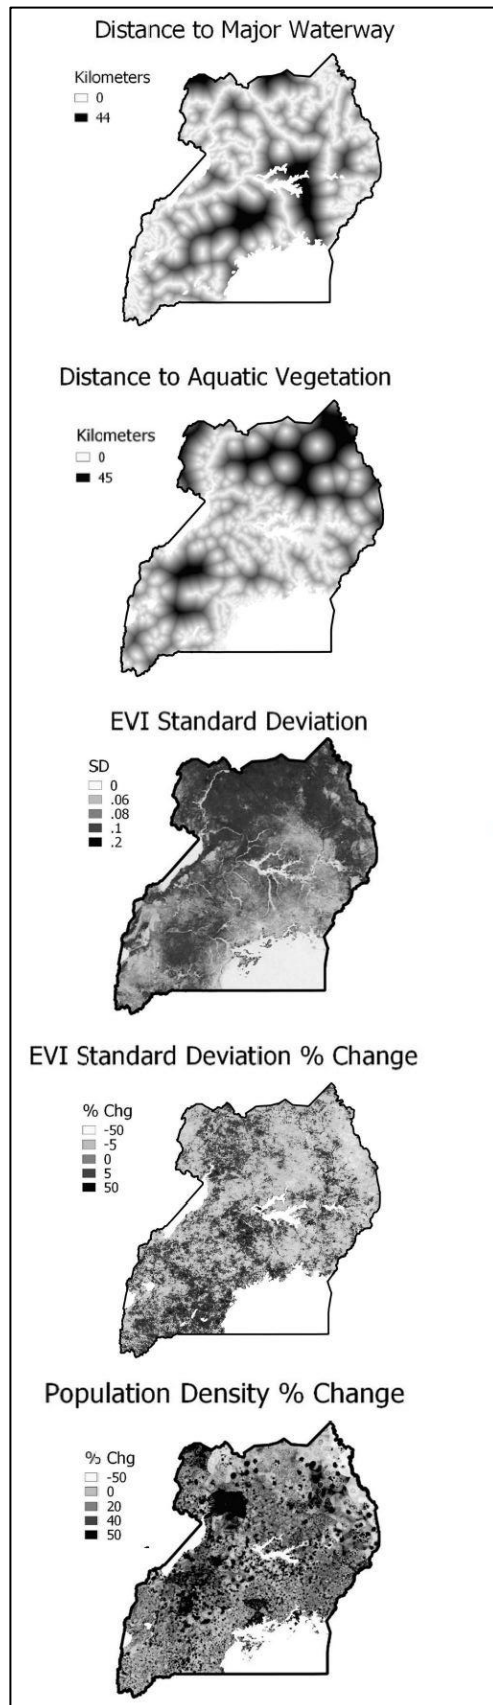 Distance to Major Waterway
Kilometers
0
44
Distance to Aquatic Vegetation
Kilometers
0
45
EVI Standard Deviation
SD
0
.06
.08
.1
.2
EVI Standard Deviation % Change
% Chg
-50
-5
0
5
50
Population Density % Change
% Chg
-50
0
20
40
50